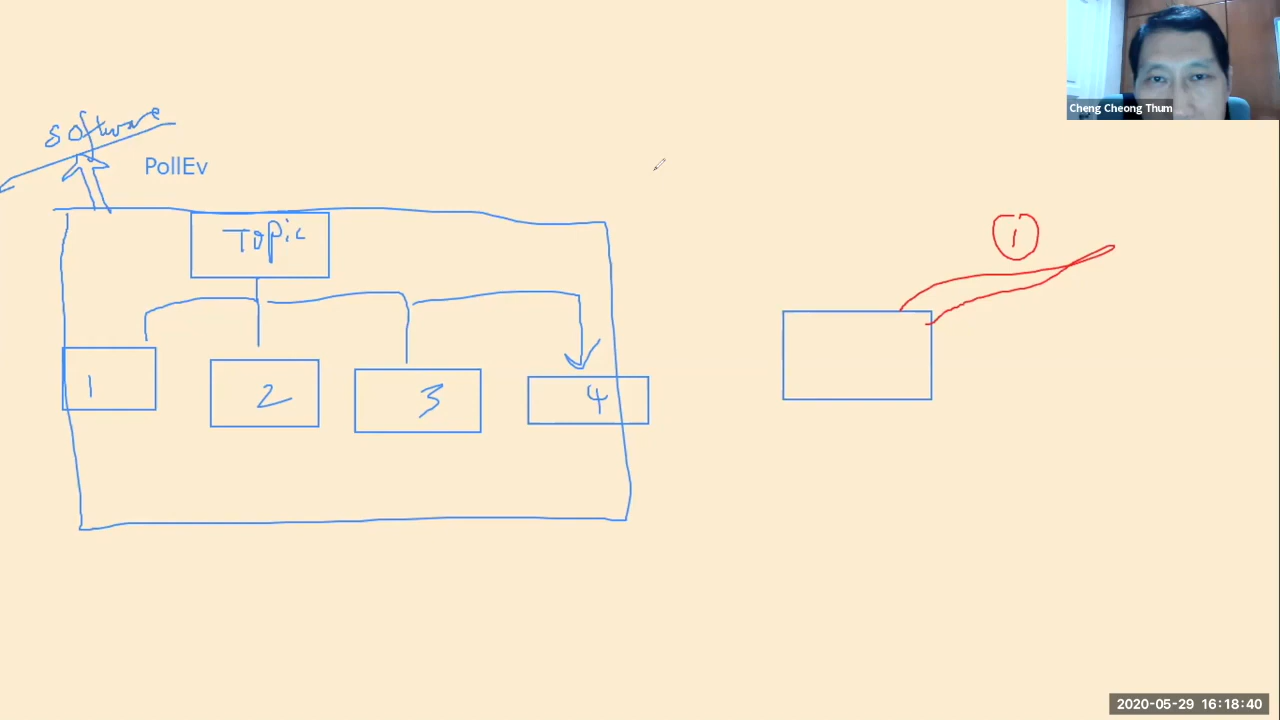 Cheng Cheong Thum
software
PollEv
Topic
1
1
2
3
4
2020-05-29 16:18:40